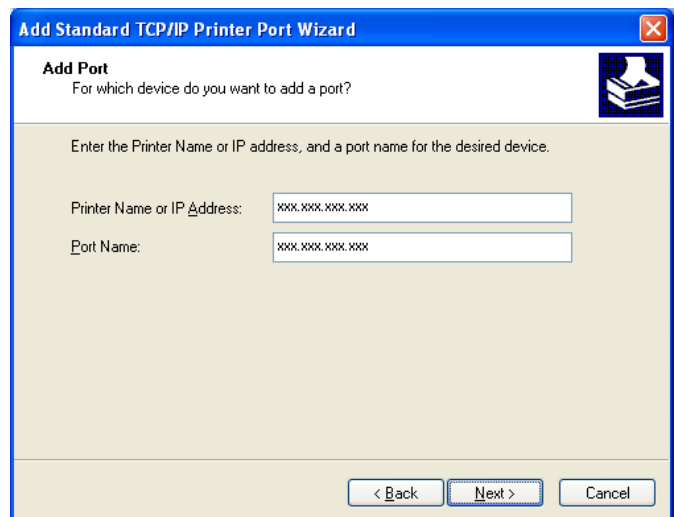 Add Standard TCP/IP Printer Port Wizard
Add Port
For which device do you want to add a port?
Enter the Printer Name or IP address, and a port name for the desired device.
Printer Name or IP Address: xxx.xxx.xxx.xxx
Port Name: xxx.xxx.xxx.xxx
< Back Next > Cancel